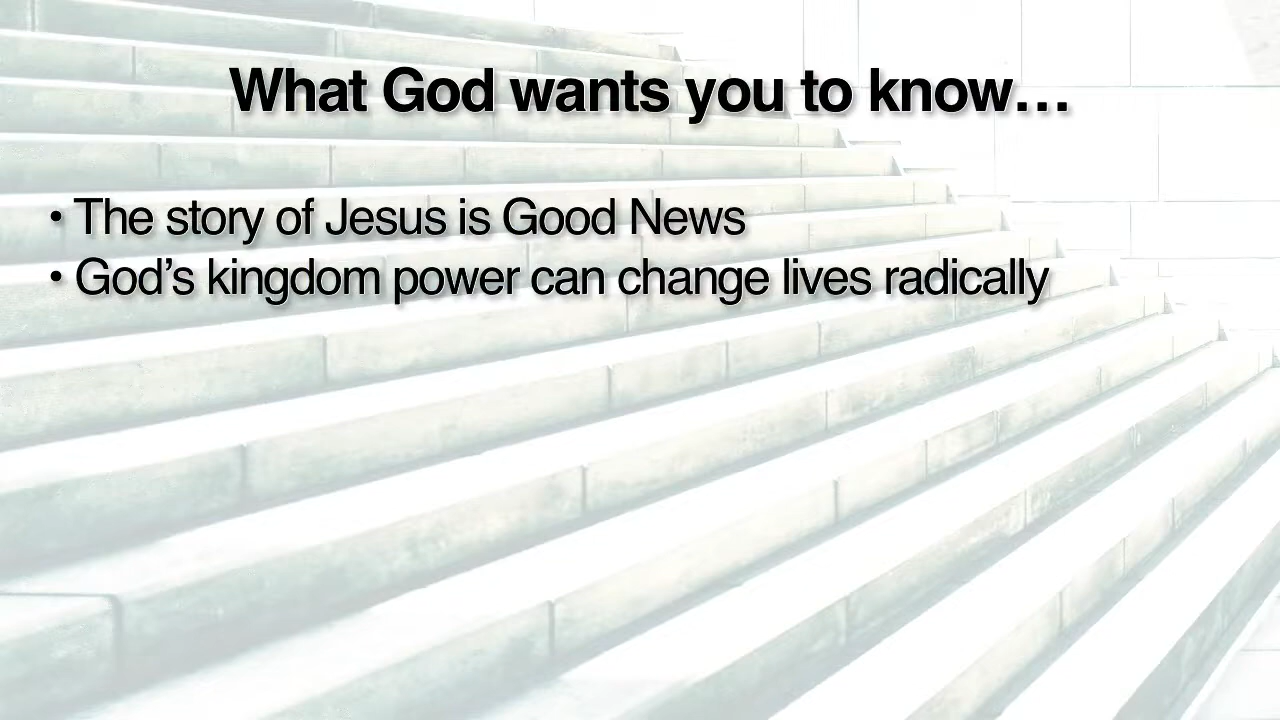 What God wants you to know…
• The story of Jesus is Good News
• God’s kingdom power can change lives radically